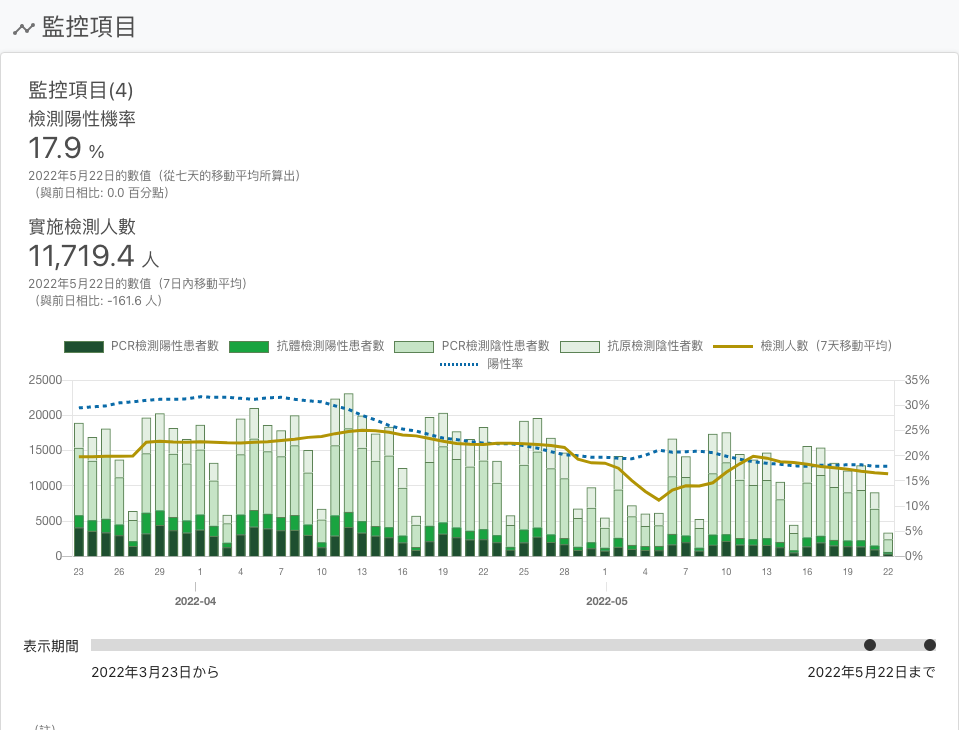 監控項目
監控項目(4)
檢測陽性機率
17.9 %
2022年5月22日的數值（從七天的移動平均所算出）
（與前日相比: 0.0 百分點）
實施檢測人數
11,719.4 人
2022年5月22日的數值（7日內移動平均）
（與前日相比: -161.6 人）
PCR檢測陽性患者數 抗體檢測陽性患者數 PCR檢測陰性患者數 抗原檢測陰性者數 檢測人數（7天移動平均）
陽性率
25000 35%
30%
20000
25%
15000 20%
15%
10000
10%
5000
5%
0 0%
23 26 29 1 4 7 10 13 16 19 22 25 28 1 4 7 10 13 16 19 22
2022-04 2022-05
表示期間
2022年3月23日から 2022年5月22日まで
（註）